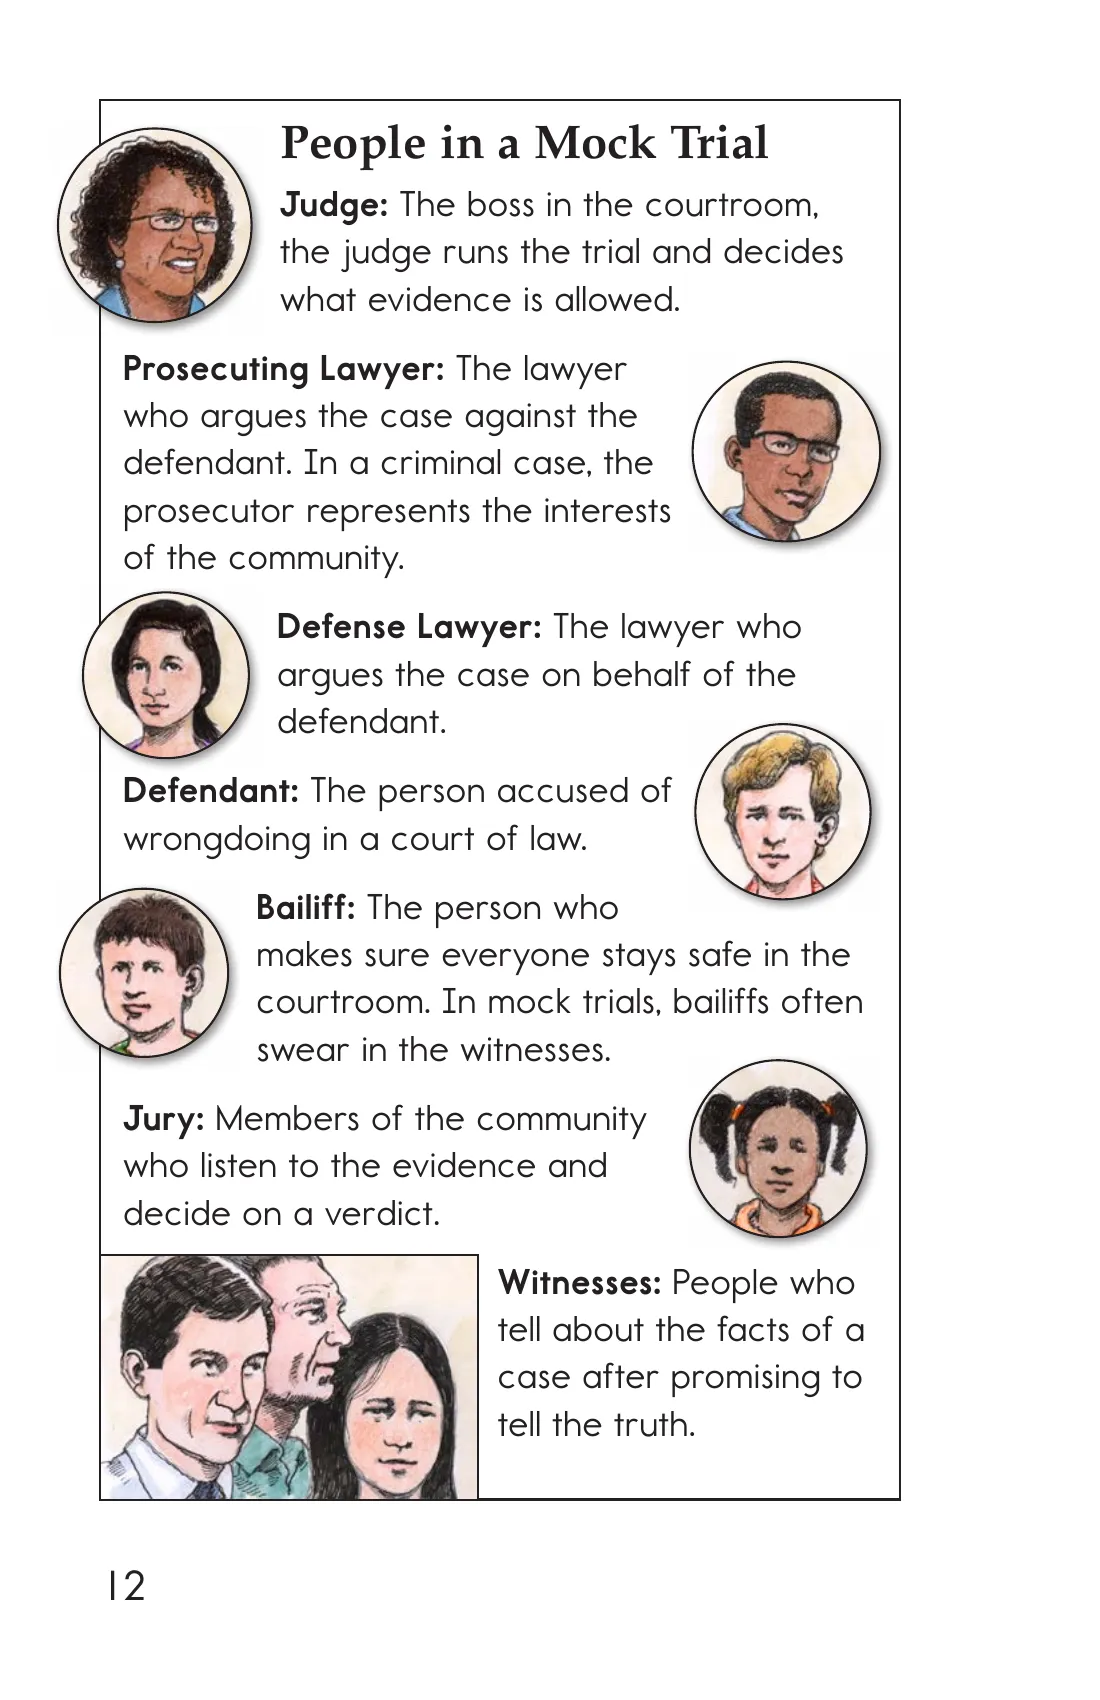 People in a Mock Trial
Judge: The boss in the courtroom,
the judge runs the trial and decides
what evidence is allowed.
Prosecuting Lawyer: The lawyer
who argues the case against the
defendant. In a criminal case, the
prosecutor represents the interests
of the community.
Defense Lawyer: The lawyer who
argues the case on behalf of the
defendant.
Defendant: The person accused of
wrongdoing in a court of law.
Bailiff: The person who
makes sure everyone stays safe in the
courtroom. In mock trials, bailiffs often
swear in the witnesses.
Jury: Members of the community
who listen to the evidence and
decide on a verdict.
Witnesses: People who
tell about the facts of a
case after promising to
tell the truth.
12